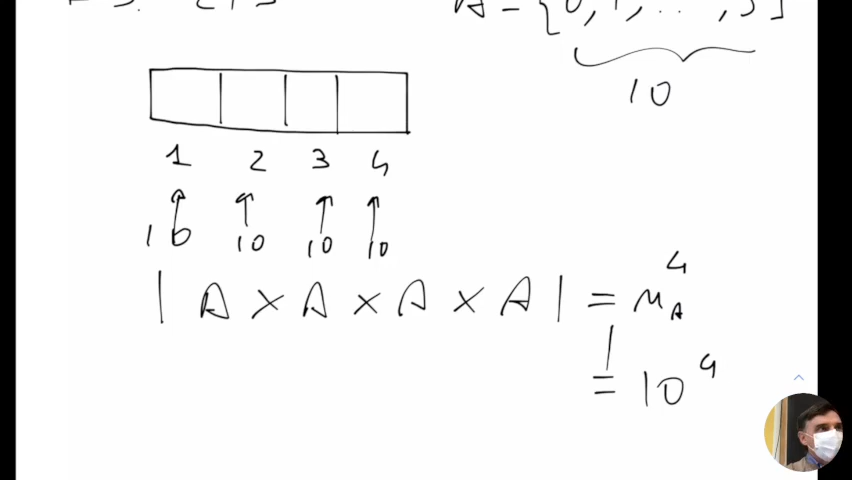 A = {0, 1, ..., 9}
10
1 2 3 4
10 10 10 10
| A × A × A × A | = n_A^4
= 10^4